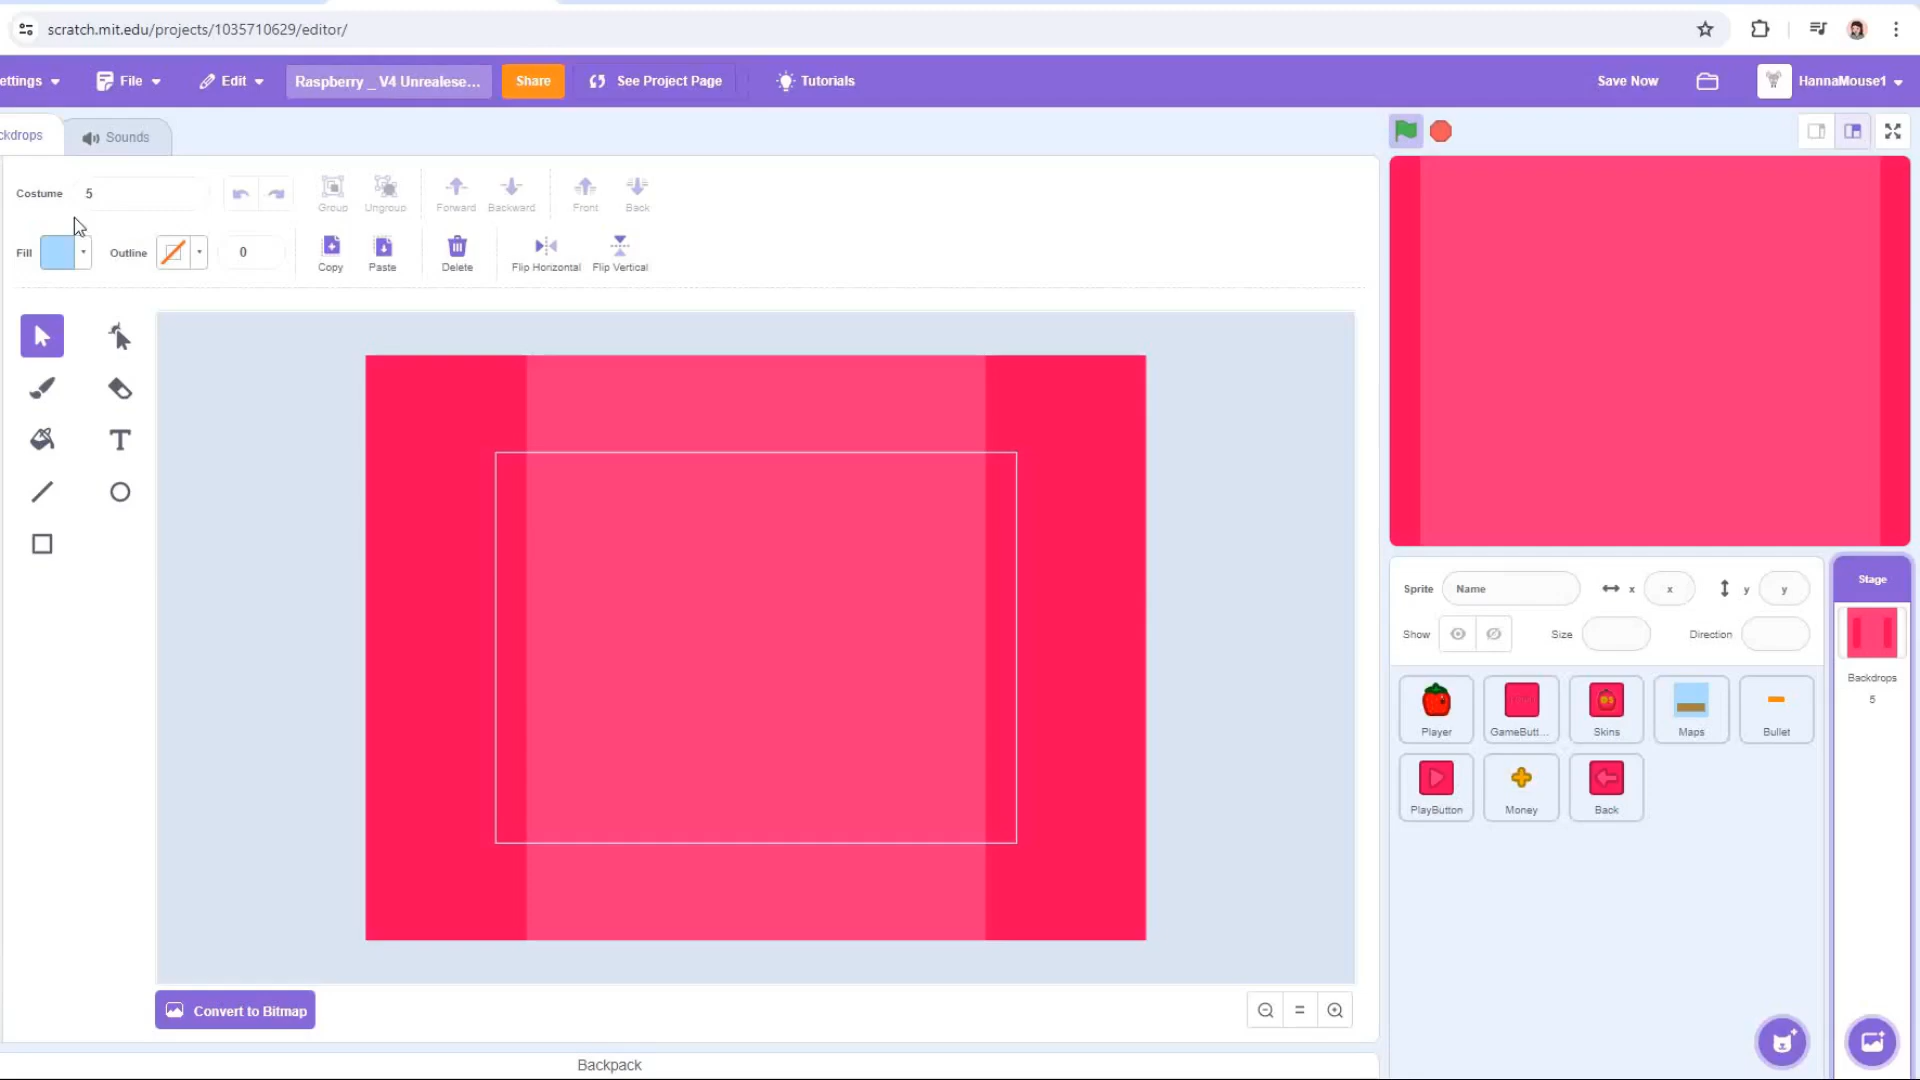 scratch.mit.edu/projects/1035710629/editor/
ettings File Edit Raspberry _ V4 Unrealese... Share See Project Page Tutorials Save Now HannaMouse1
ckdrops Sounds
Costume 5 Group Ungroup Forward Backward Front Back
Fill Outline 0 Copy Paste Delete Flip Horizontal Flip Vertical
T
Convert to Bitmap
Backpack
Sprite Name x x y y
Show Size Direction
Player GameButt... Skins Maps Bullet
PlayButton Money Back
Stage
Backdrops
5